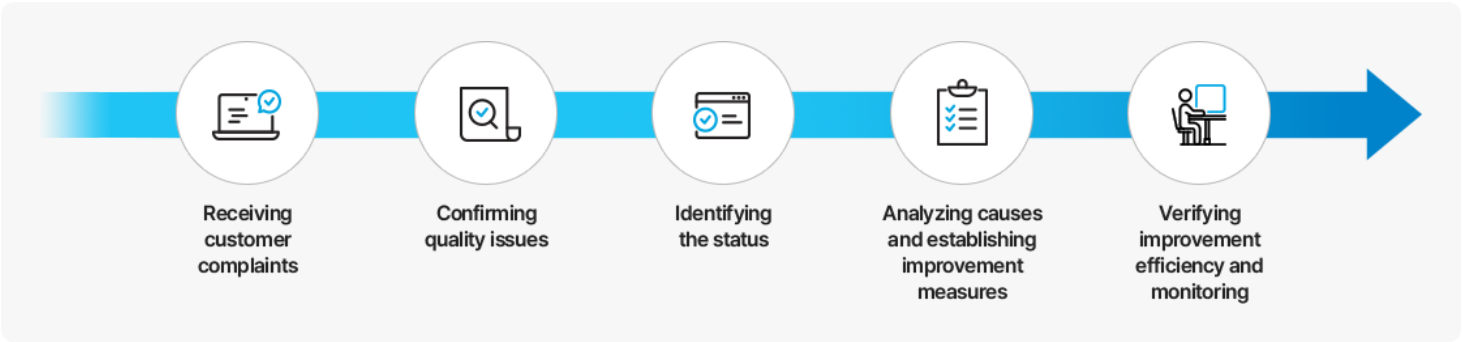 Receiving
customer
complaints
Confirming
quality issues
Identifying
the status
Analyzing causes
and establishing
improvement
measures
Verifying
improvement
efficiency and
monitoring